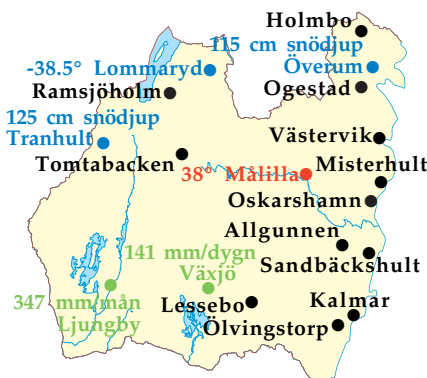 Holmbo
115 cm snödjup
Överum
-38.5° Lommaryd
Ramsjöholm
Ogestad
125 cm snödjup
Tranhult
Västervik
Tomtabacken
Misterhult
38° Målilla
Oskarshamn
Allgunnen
141 mm/dygn
Växjö
Sandbäckshult
347 mm/mån
Ljungby
Lessebo
Kalmar
Ölvingstorp